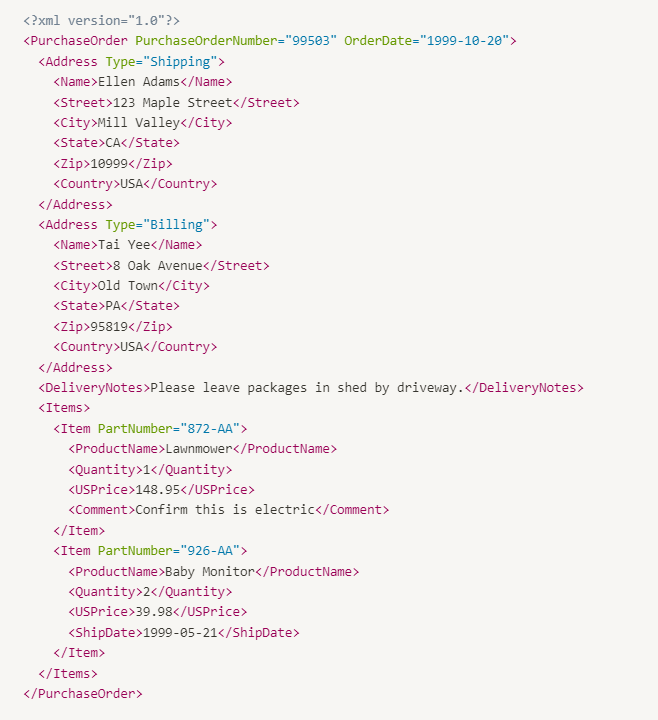 <?xml version="1.0"?>
<PurchaseOrder PurchaseOrderNumber="99503" OrderDate="1999-10-20">
  <Address Type="Shipping">
    <Name>Ellen Adams</Name>
    <Street>123 Maple Street</Street>
    <City>Mill Valley</City>
    <State>CA</State>
    <Zip>10999</Zip>
    <Country>USA</Country>
  </Address>
  <Address Type="Billing">
    <Name>Tai Yee</Name>
    <Street>8 Oak Avenue</Street>
    <City>Old Town</City>
    <State>PA</State>
    <Zip>95819</Zip>
    <Country>USA</Country>
  </Address>
  <DeliveryNotes>Please leave packages in shed by driveway.</DeliveryNotes>
  <Items>
    <Item PartNumber="872-AA">
      <ProductName>Lawnmower</ProductName>
      <Quantity>1</Quantity>
      <USPrice>148.95</USPrice>
      <Comment>Confirm this is electric</Comment>
    </Item>
    <Item PartNumber="926-AA">
      <ProductName>Baby Monitor</ProductName>
      <Quantity>2</Quantity>
      <USPrice>39.98</USPrice>
      <ShipDate>1999-05-21</ShipDate>
    </Item>
  </Items>
</PurchaseOrder>